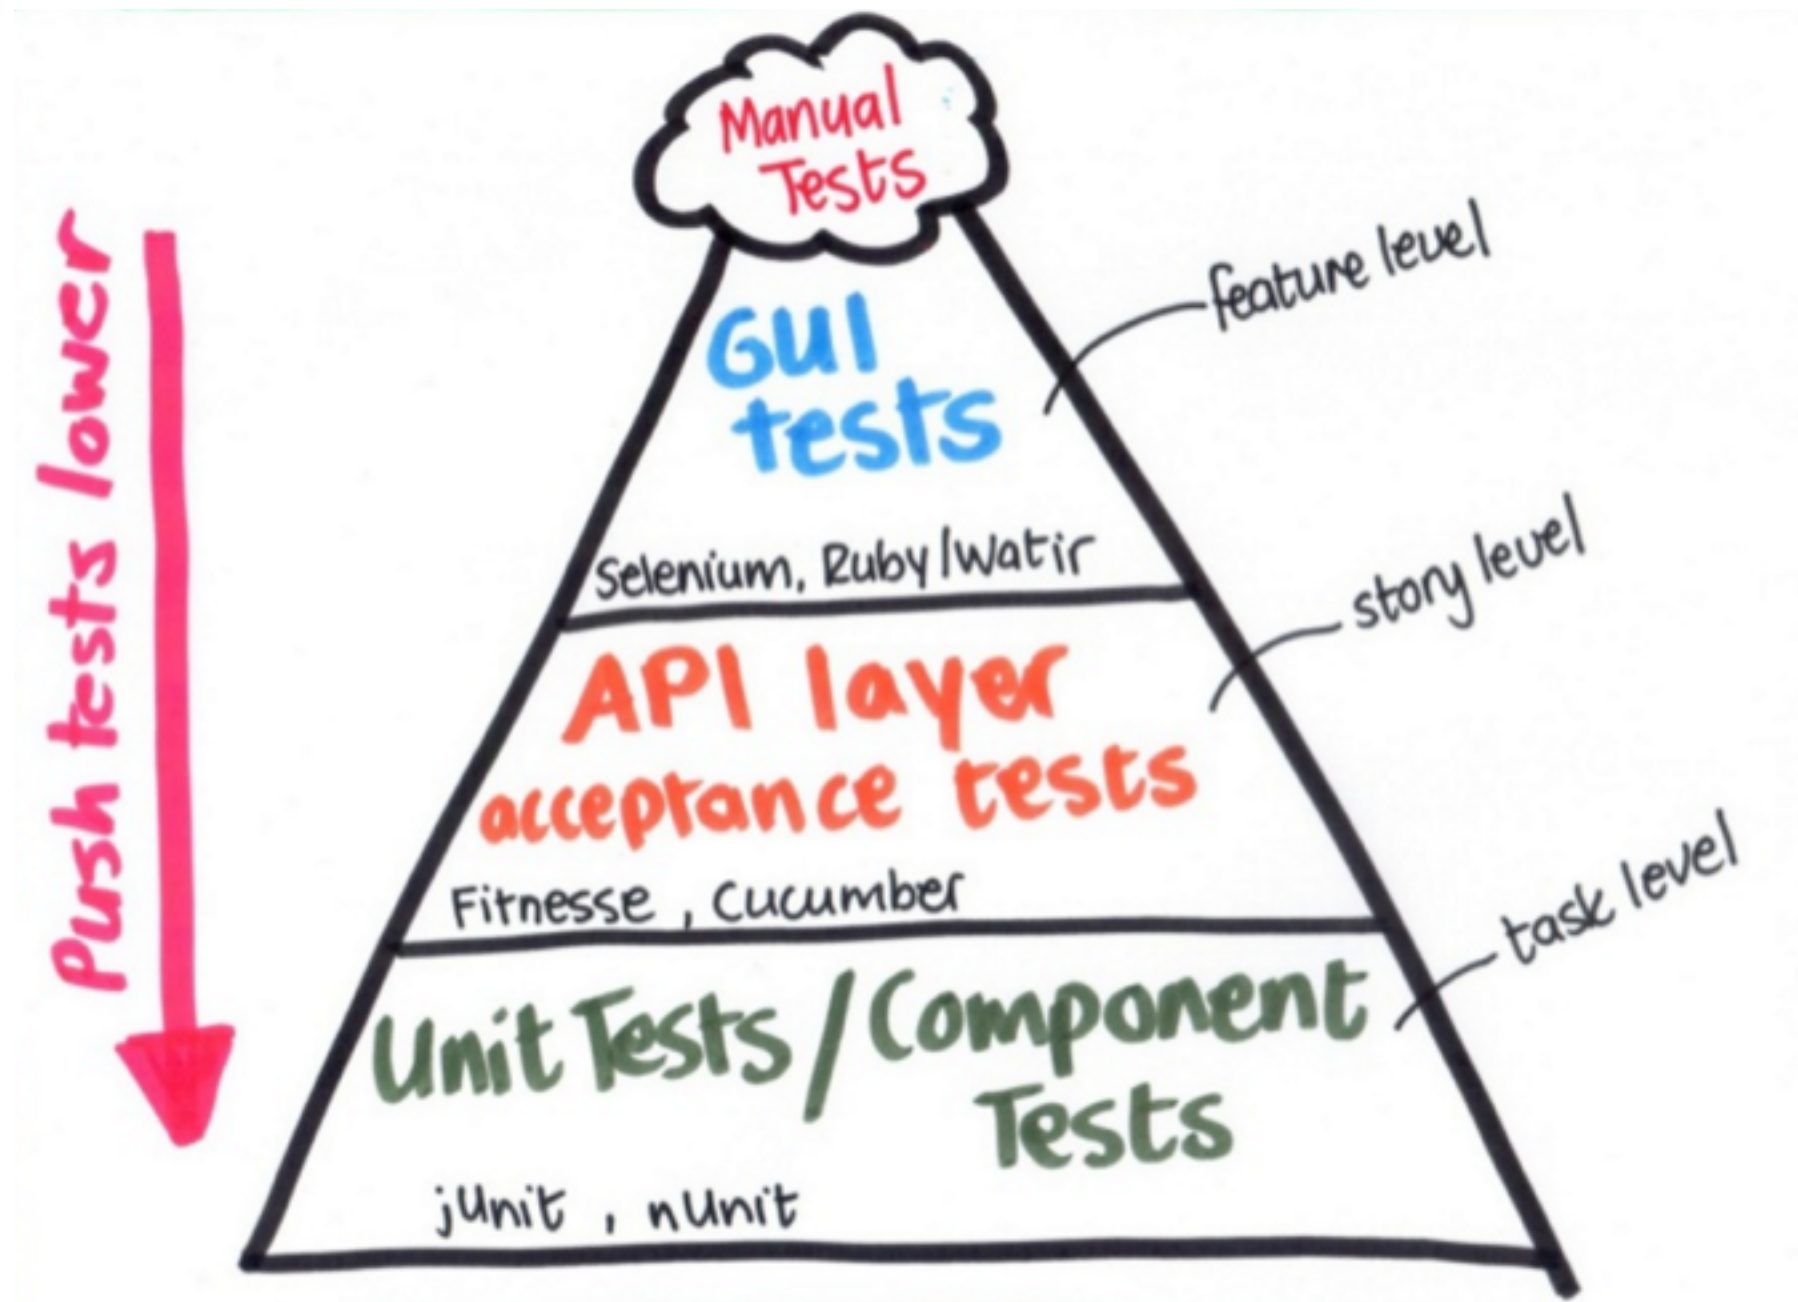 Manual
Tests
Push tests lower
feature level
GUI
tests
Selenium, Ruby/Watir
story level
API layer
acceptance tests
Fitnesse, Cucumber
task level
Unit Tests / Component
Tests
jUnit, nUnit